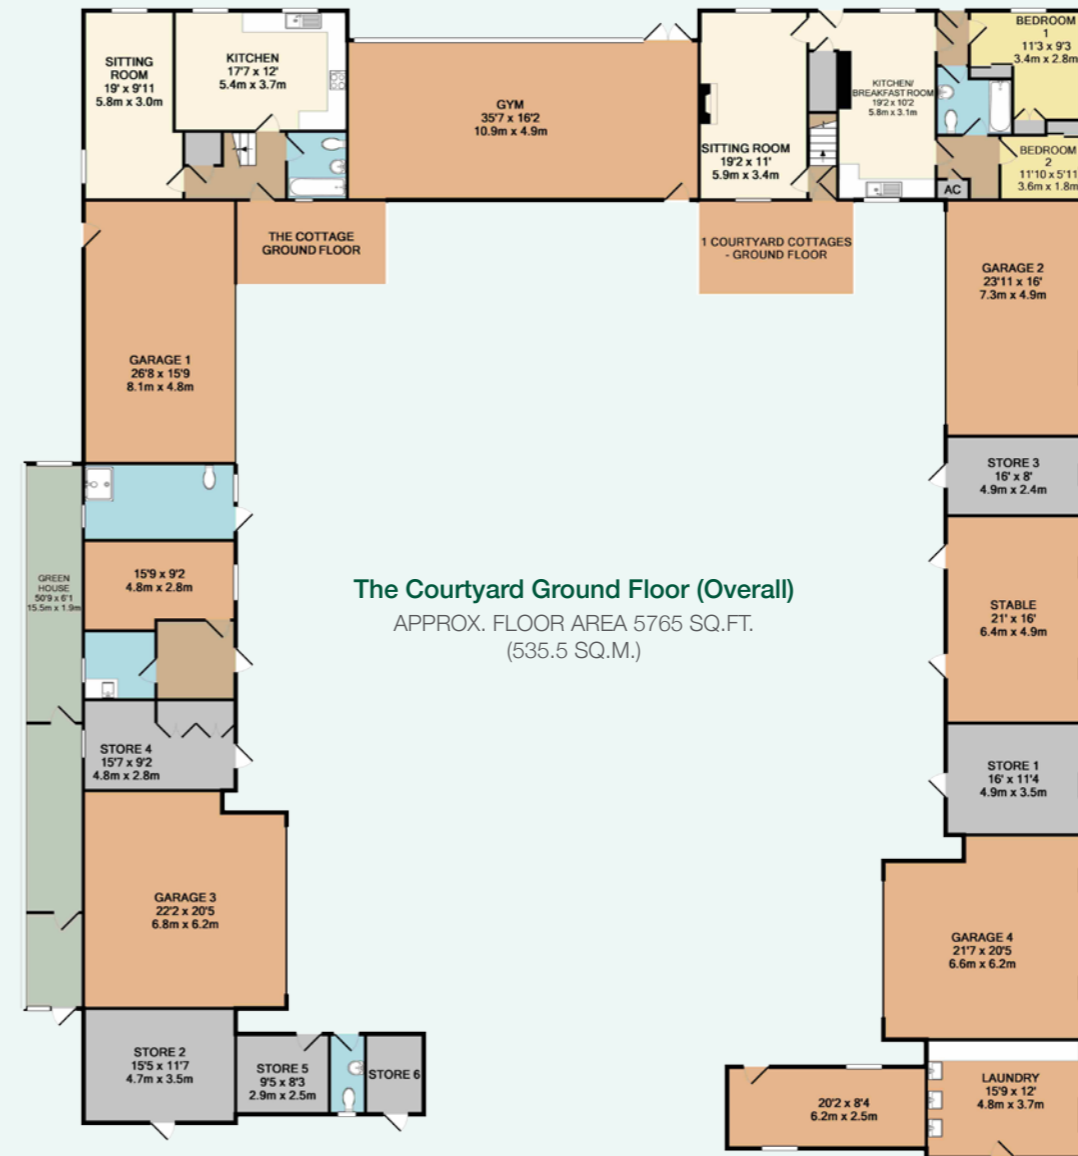 SITTING
ROOM
19' x 9'11
5.8m x 3.0m
KITCHEN
17'7 x 12'
5.4m x 3.7m
GYM
35'7 x 16'2
10.9m x 4.9m
SITTING ROOM
19'2 x 11'
5.9m x 3.4m
KITCHEN/
BREAKFAST ROOM
19'2 x 10'2
5.8m x 3.1m
BEDROOM
1
11'3 x 9'3
3.4m x 2.8m
BEDROOM
2
11'10 x 5'11
3.6m x 1.8m
AC
THE COTTAGE
GROUND FLOOR
1 COURTYARD COTTAGES
- GROUND FLOOR
GARAGE 1
26'8 x 15'9
8.1m x 4.8m
GARAGE 2
23'11 x 16'
7.3m x 4.9m
STORE 3
16' x 8'
4.9m x 2.4m
GREEN
HOUSE
50'9 x 6'1
15.5m x 1.9m
15'9 x 9'2
4.8m x 2.8m
The Courtyard Ground Floor (Overall)
APPROX. FLOOR AREA 5765 SQ.FT.
(535.5 SQ.M.)
STABLE
21' x 16'
6.4m x 4.9m
STORE 4
15'7 x 9'2
4.8m x 2.8m
STORE 1
16' x 11'4
4.9m x 3.5m
GARAGE 3
22'2 x 20'5
6.8m x 6.2m
GARAGE 4
21'7 x 20'5
6.6m x 6.2m
STORE 2
15'5 x 11'7
4.7m x 3.5m
STORE 5
9'5 x 8'3
2.9m x 2.5m
STORE 6
20'2 x 8'4
6.2m x 2.5m
LAUNDRY
15'9 x 12'
4.8m x 3.7m